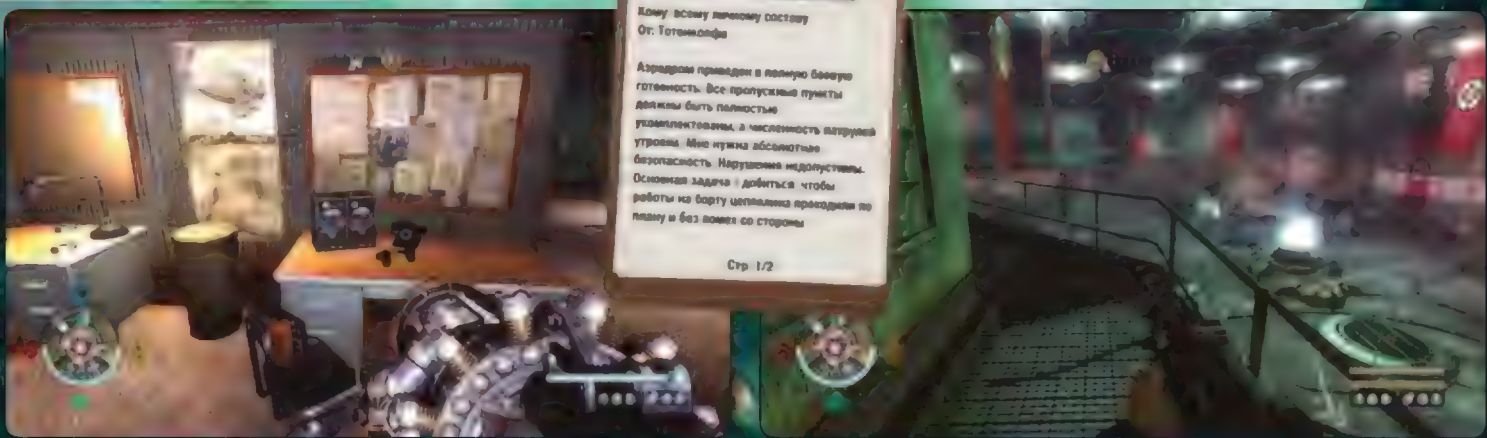 Кому: всему личному составу
От: Тотенкопфа
Аэродром приведен в полную боевую
готовность. Все пропускные пункты
должны быть полностью
укомплектованы, а численность патрулей
утроена. Мне нужна абсолютная
безопасность. Нарушения недопустимы.
Основная задача - добиться, чтобы
работы на борту цеппелина проходили по
плану и без помех со стороны
Стр. 1/2